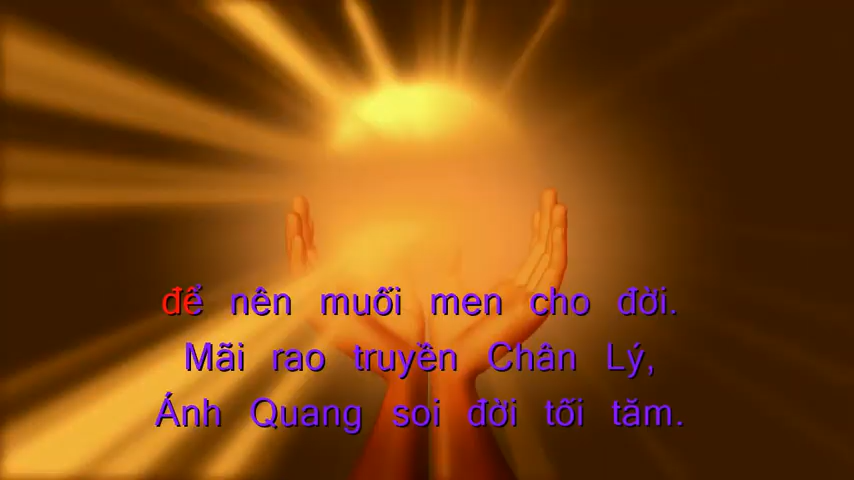 để nên muối men cho đời.
Mãi rao truyền Chân Lý,
Ánh Quang soi đời tối tăm.